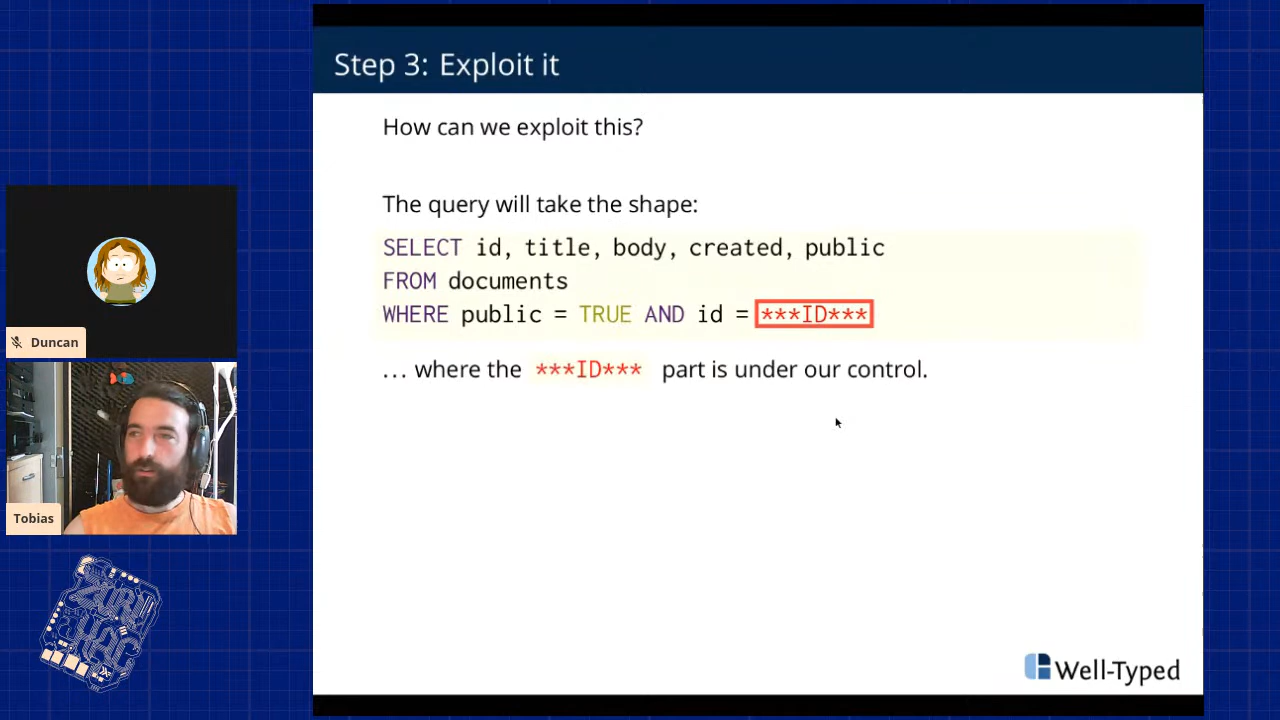 Step 3: Exploit it
How can we exploit this?
The query will take the shape:
SELECT id, title, body, created, public
FROM documents
WHERE public = TRUE AND id = ***ID***
... where the ***ID*** part is under our control.
Duncan
Tobias
ZURI
HAC
Well-Typed